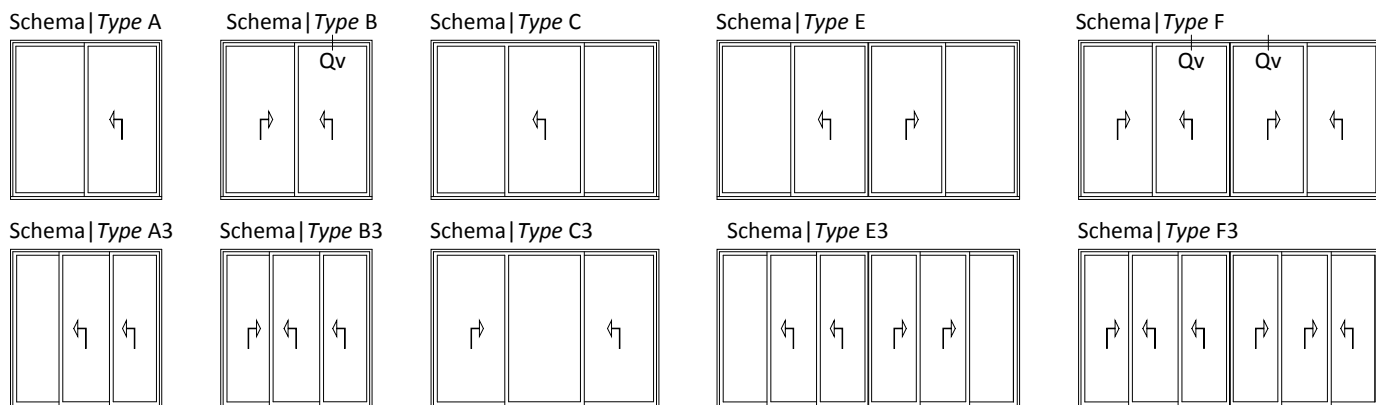 Schema|Type A
Schema|Type B
Schema|Type C
Schema|Type E
Schema|Type F
Qv
Qv
Qv
Schema|Type A3
Schema|Type B3
Schema|Type C3
Schema|Type E3
Schema|Type F3